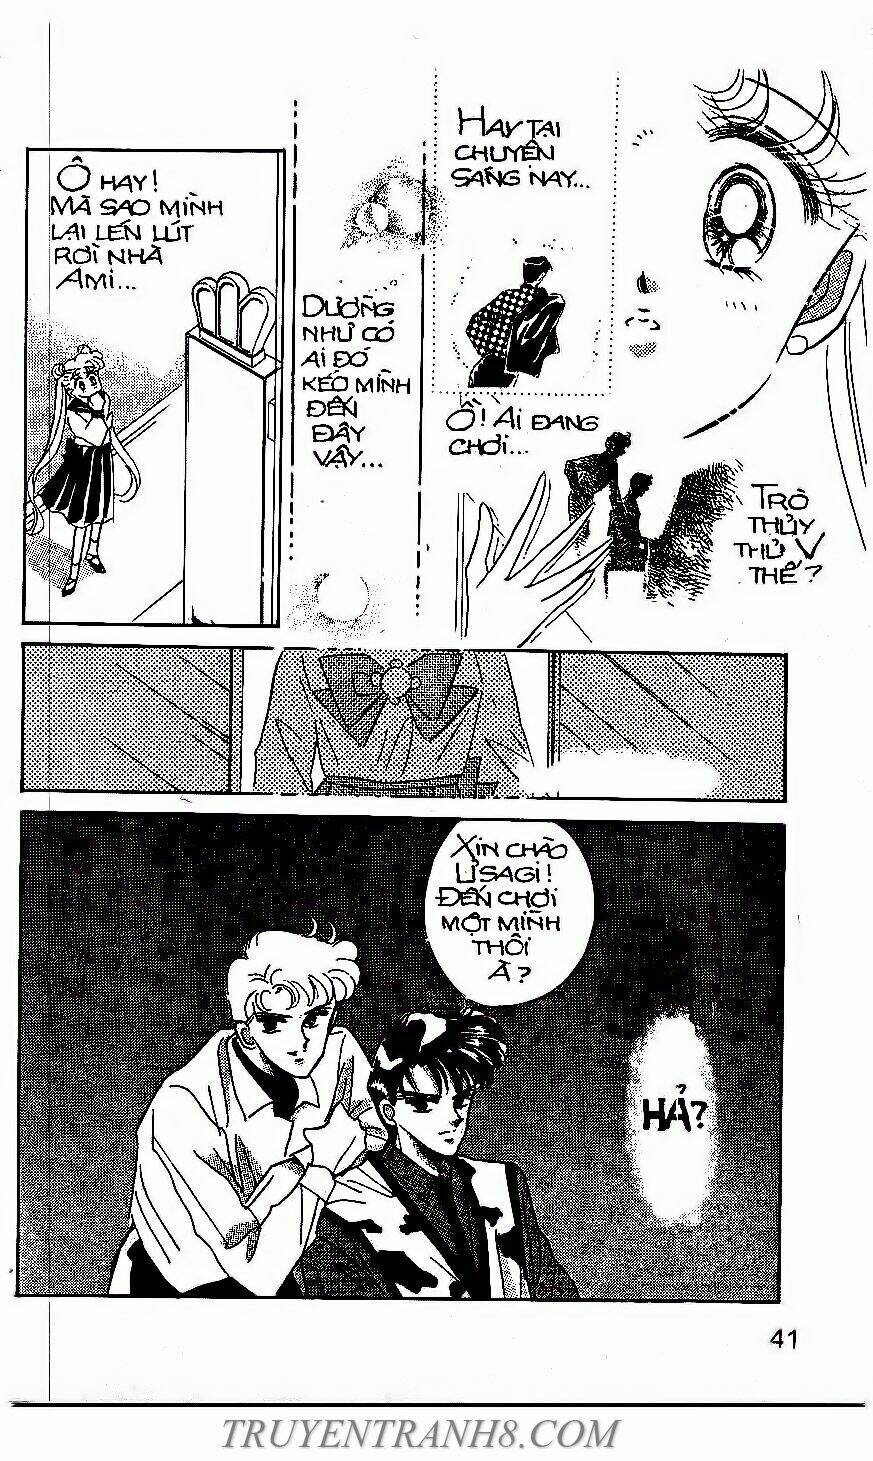 Ô HAY!
MÀ SAO MÌNH
LẠI LÉN LÚT
RỜI NHÀ
AMI...
DƯỜNG
NHƯ CÓ
AI ĐÓ
KÉO MÌNH
ĐẾN
ĐÂY
VẬY...
HAY TẠI
CHUYỆN
SÁNG NAY...
Ồ! AI ĐANG
CHƠI...
TRÒ
THỦY
THỦ V
THẾ?
XIN CHÀO
USAGI!
ĐẾN CHƠI
MỘT MÌNH
THÔI
À?
HẢ?
41
TRUYENTRANH8.COM